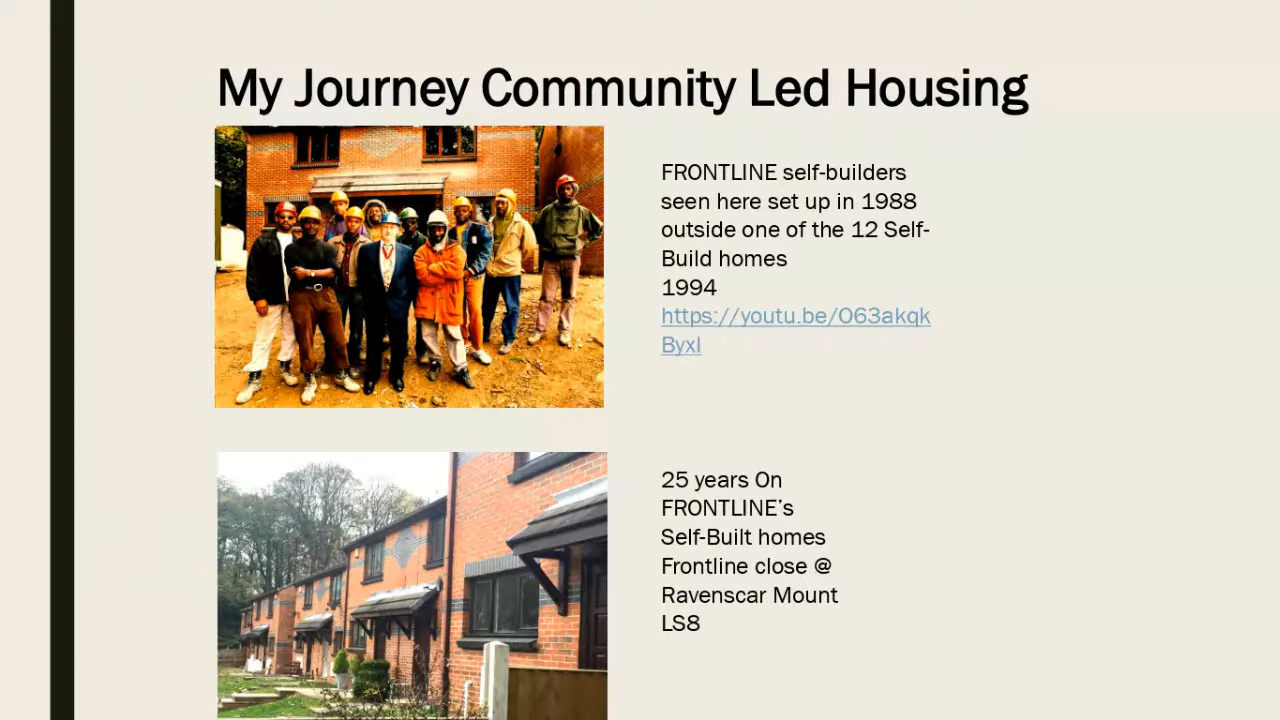 My Journey Community Led Housing
FRONTLINE self-builders
seen here set up in 1988
outside one of the 12 Self-
Build homes
1994
https://youtu.be/O63akqk
ByxI
25 years On
FRONTLINE's
Self-Built homes
Frontline close @
Ravenscar Mount
LS8